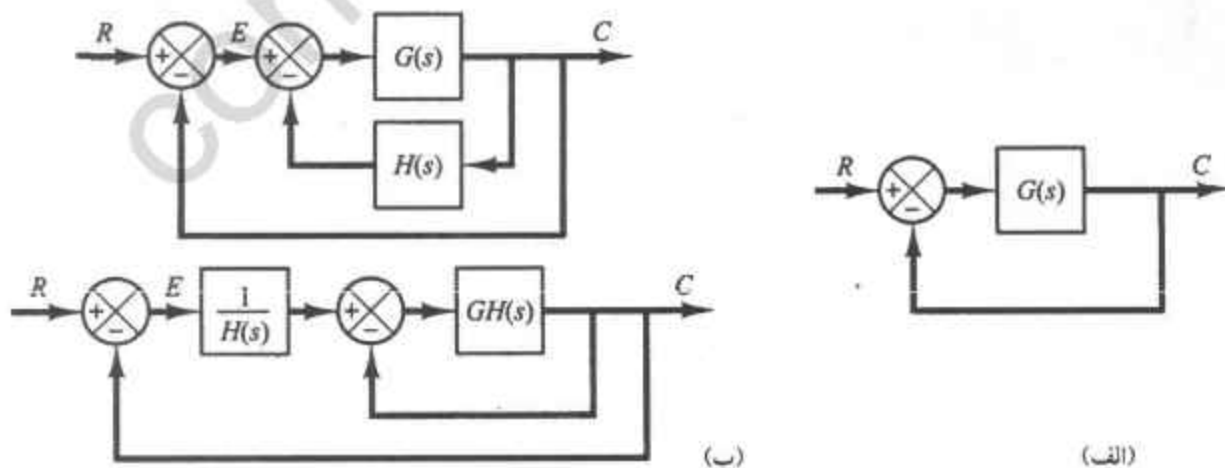 R + − E + − G(s) C
H(s)
R + − G(s) C
R + − E 1/H(s) + − GH(s) C
(ب) (الف)